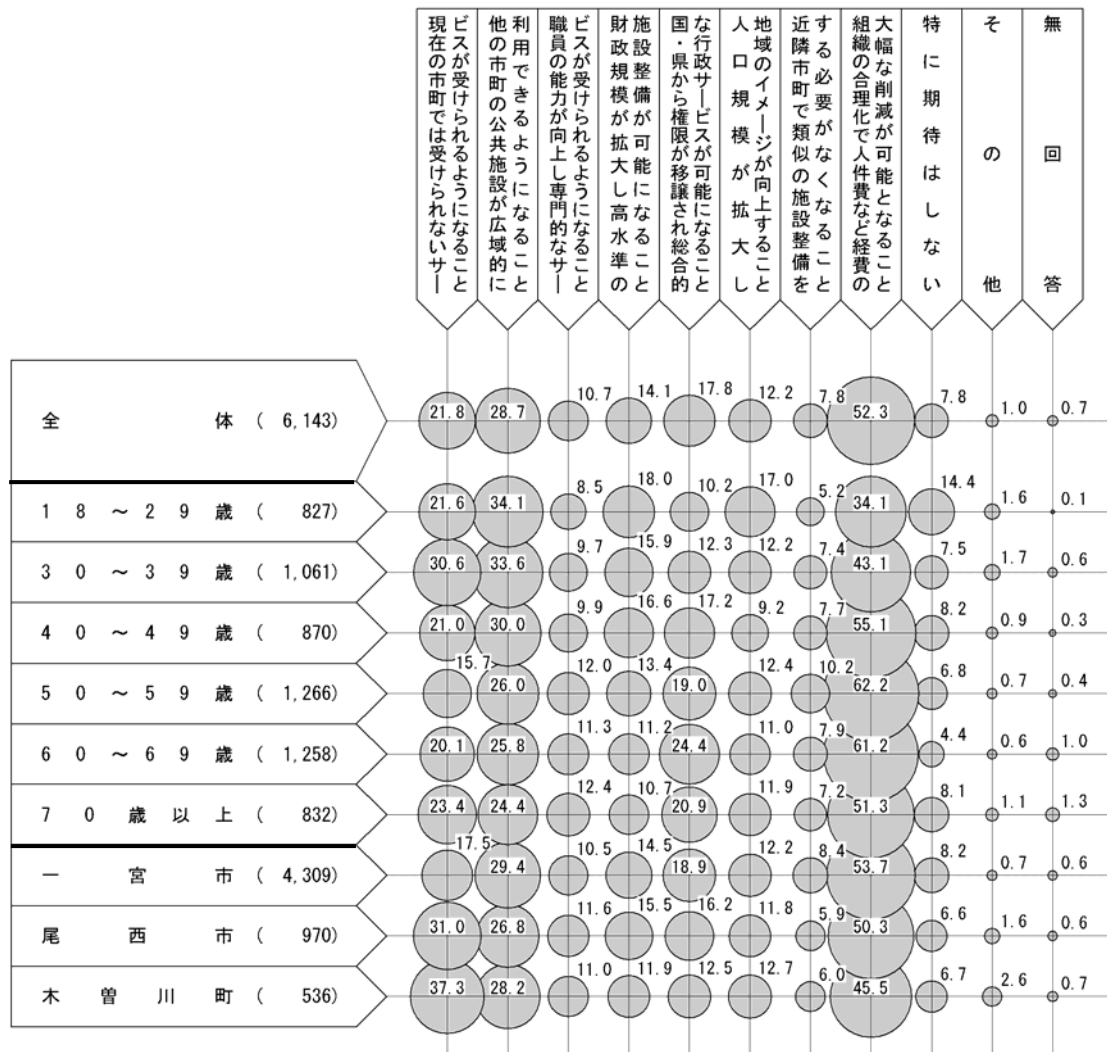 現在の市町では受けられないサー
ビスが受けられるようになること
他の市町の公共施設が広域的に
利用できるようになること
職員の能力が向上し専門的なサー
ビスが受けられるようになること
財政規模が拡大し高水準の
施設整備が可能になること
国・県から権限が移譲され総合的
な行政サービスが可能になること
人口規模が拡大し
地域のイメージが向上すること
近隣市町で類似の施設整備を
する必要がなくなること
組織の合理化で人件費など経費の
大幅な削減が可能となること
特に期待はしない
その他
無回答
全体 ( 6,143) 21.8 28.7 10.7 14.1 17.8 12.2 7.8 52.3 7.8 1.0 0.7
18～29歳 ( 827) 21.6 34.1 8.5 18.0 10.2 17.0 5.2 34.1 14.4 1.6 0.1
30～39歳 ( 1,061) 30.6 33.6 9.7 15.9 12.3 12.2 7.4 43.1 7.5 1.7 0.6
40～49歳 ( 870) 21.0 30.0 9.9 16.6 17.2 9.2 7.7 55.1 8.2 0.9 0.3
50～59歳 ( 1,266) 15.7 26.0 12.0 13.4 19.0 12.4 10.2 62.2 6.8 0.7 0.4
60～69歳 ( 1,258) 20.1 25.8 11.3 11.2 24.4 11.0 7.9 61.2 4.4 0.6 1.0
70歳以上 ( 832) 23.4 24.4 12.4 10.7 20.9 11.9 7.2 51.3 8.1 1.1 1.3
一宮市 ( 4,309) 17.5 29.4 10.5 14.5 18.9 12.2 8.4 53.7 8.2 0.7 0.6
尾西市 ( 970) 31.0 26.8 11.6 15.5 16.2 11.8 5.9 50.3 6.6 1.6 0.6
木曽川町 ( 536) 37.3 28.2 11.0 11.9 12.5 12.7 6.0 45.5 6.7 2.6 0.7